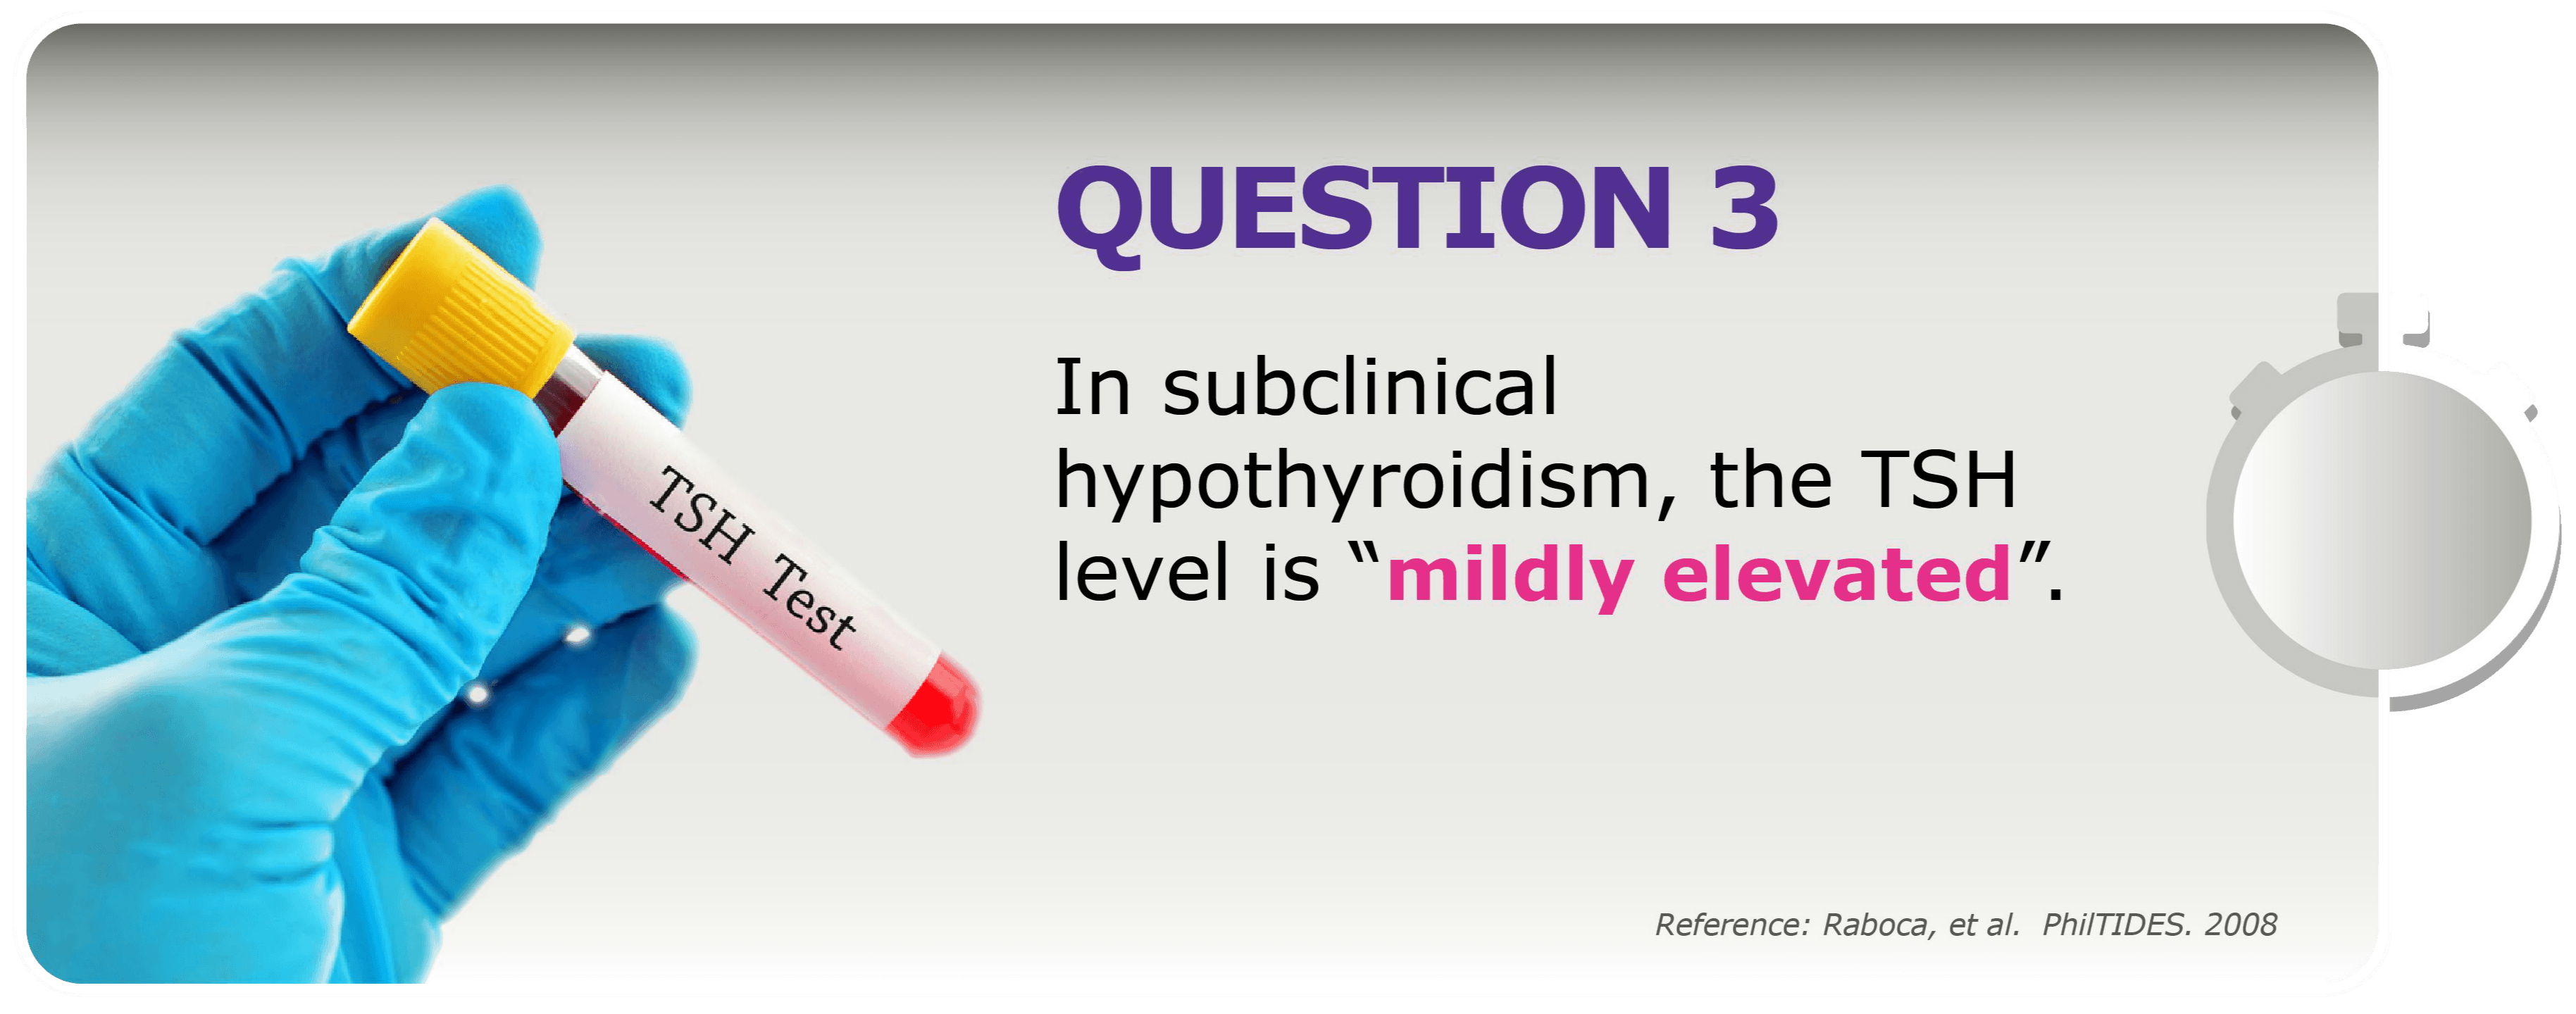 QUESTION 3
In subclinical
hypothyroidism, the TSH
level is “mildly elevated”.
TSH Test
Reference: Raboca, et al.  PhilTIDES. 2008